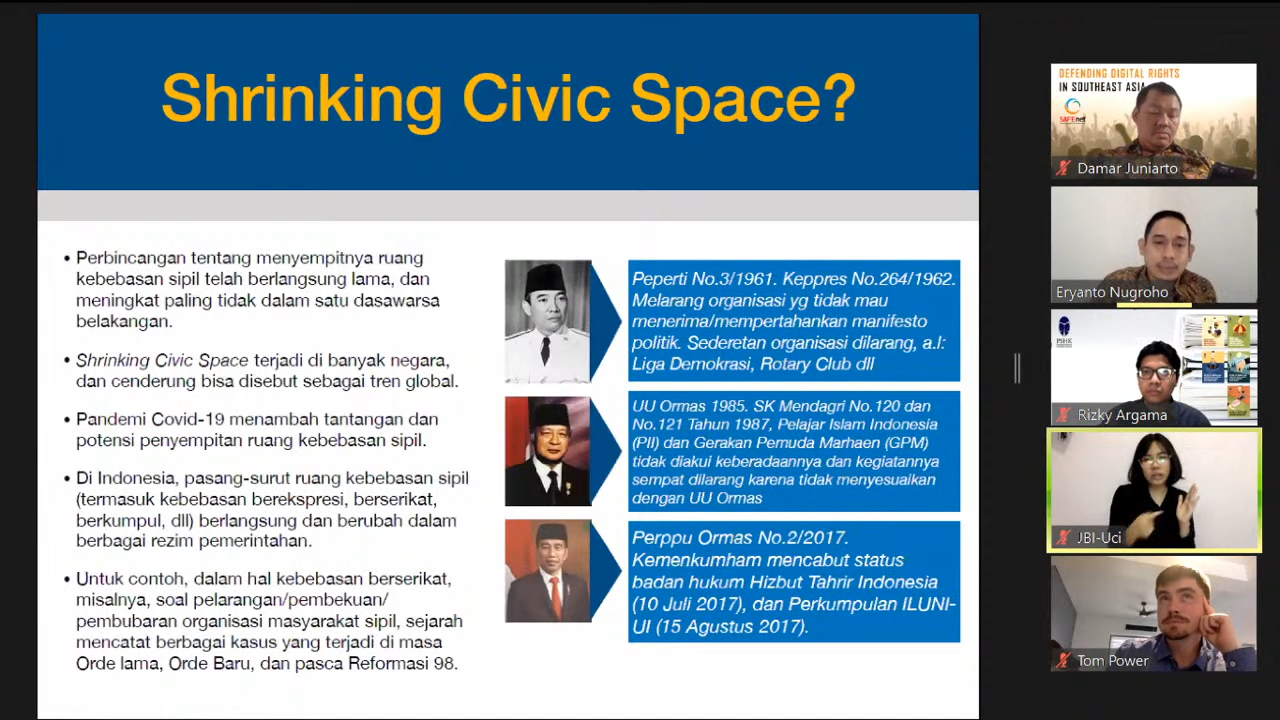 Shrinking Civic Space?
• Perbincangan tentang menyempitnya ruang
kebebasan sipil telah berlangsung lama, dan
meningkat paling tidak dalam satu dasawarsa
belakangan.
• Shrinking Civic Space terjadi di banyak negara,
dan cenderung bisa disebut sebagai tren global.
• Pandemi Covid-19 menambah tantangan dan
potensi penyempitan ruang kebebasan sipil.
• Di Indonesia, pasang-surut ruang kebebasan sipil
(termasuk kebebasan berekspresi, berserikat,
berkumpul, dll) berlangsung dan berubah dalam
berbagai rezim pemerintahan.
• Untuk contoh, dalam hal kebebasan berserikat,
misalnya, soal pelarangan/pembekuan/
pembubaran organisasi masyarakat sipil, sejarah
mencatat berbagai kasus yang terjadi di masa
Orde lama, Orde Baru, dan pasca Reformasi 98.
Peperti No.3/1961. Keppres No.264/1962.
Melarang organisasi yg tidak mau
menerima/mempertahankan manifesto
politik. Sederetan organisasi dilarang, a.l:
Liga Demokrasi, Rotary Club dll
UU Ormas 1985. SK Mendagri No.120 dan
No.121 Tahun 1987, Pelajar Islam Indonesia
(PII) dan Gerakan Pemuda Marhaen (GPM)
tidak diakui keberadaannya dan kegiatannya
sempat dilarang karena tidak menyesuaikan
dengan UU Ormas
Perppu Ormas No.2/2017.
Kemenkumham mencabut status
badan hukum Hizbut Tahrir Indonesia
(10 Juli 2017), dan Perkumpulan ILUNI-
UI (15 Agustus 2017).
DEFENDING DIGITAL RIGHTS
IN SOUTHEAST ASIA
SAFEnet
Damar Juniarto
Eryanto Nugroho
PSHK
Rizky Argama
JBI-Uci
Tom Power